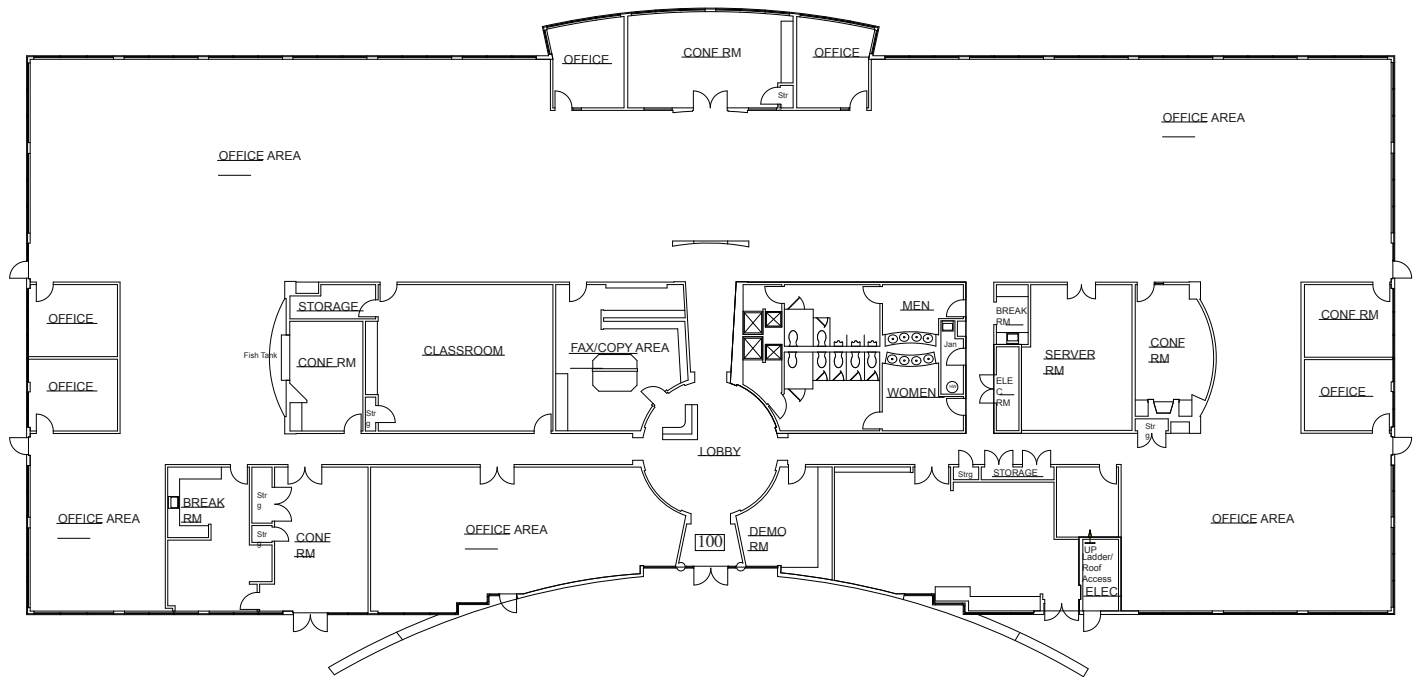 OFFICE
CONF RM
OFFICE
Str
OFFICE AREA
OFFICE AREA
OFFICE
STORAGE
Fish Tank
CONF RM
CLASSROOM
FAX/COPY AREA
MEN
Jan
WOMEN
BREAK
RM
ELE
C
RM
SERVER
RM
CONF
RM
CONF RM
OFFICE
OFFICE
Str
g
Str
g
LOBBY
Str
g
BREAK
RM
Str
g
CONF
RM
OFFICE AREA
OFFICE AREA
100
DEMO
RM
Strg
STORAGE
UP
Ladder/
Roof
Access
ELEC
OFFICE AREA